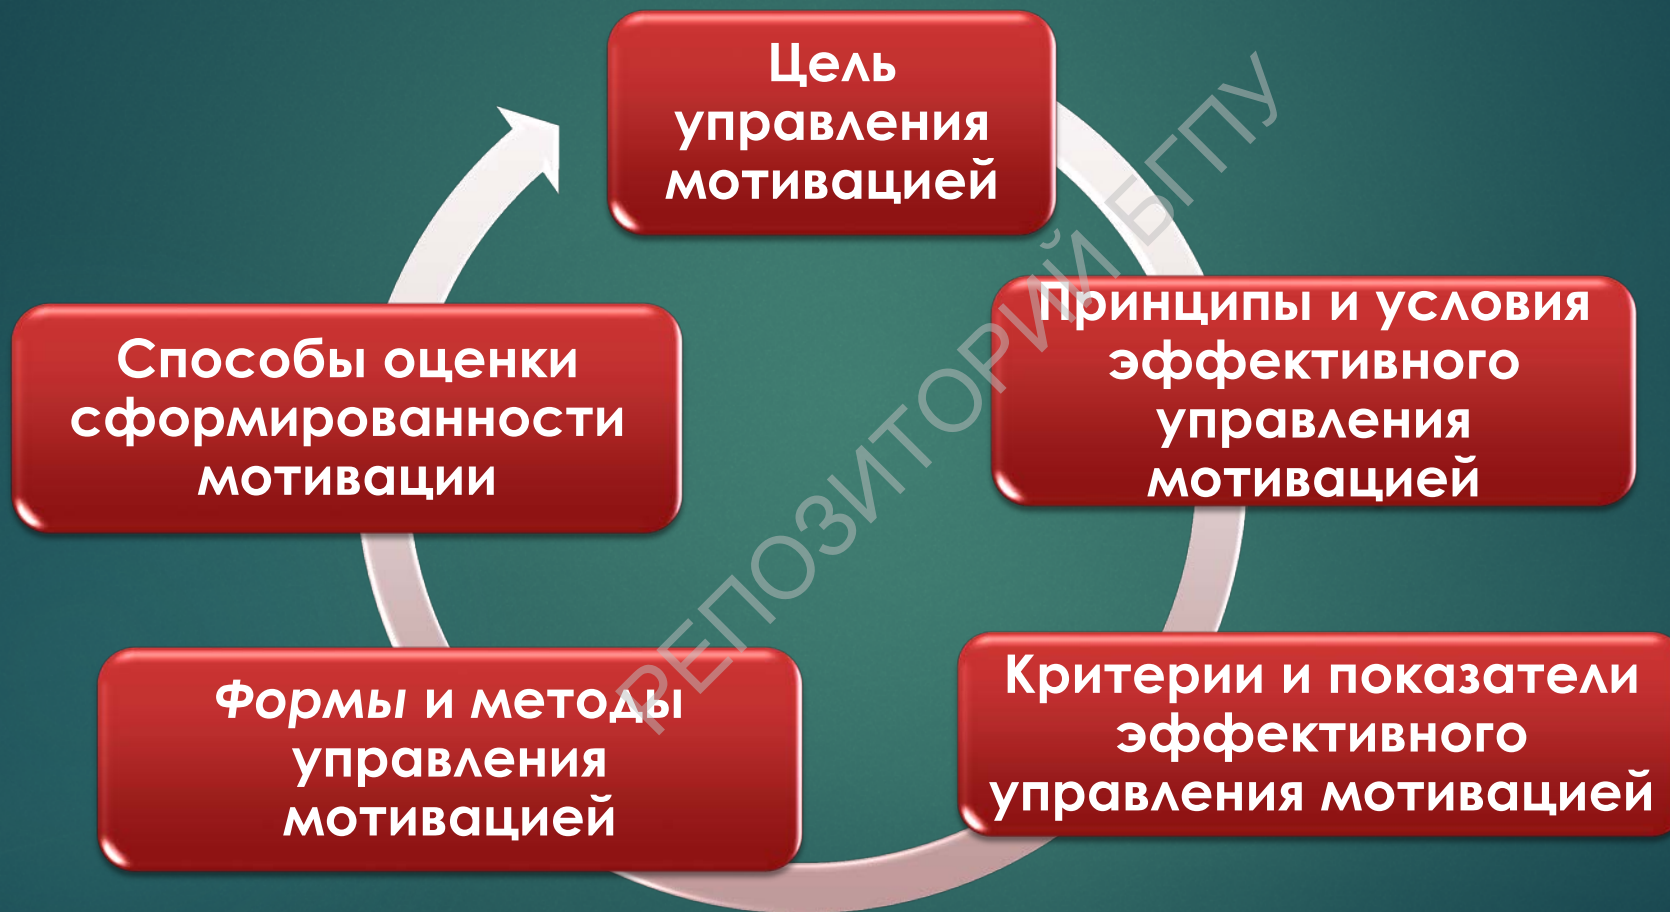 Цель
управления
мотивацией
Принципы и условия
эффективного
управления
мотивацией
Критерии и показатели
эффективного
управления мотивацией
Формы и методы
управления
мотивацией
Способы оценки
сформированности
мотивации
РЕПОЗИТОРИЙ БГПУ